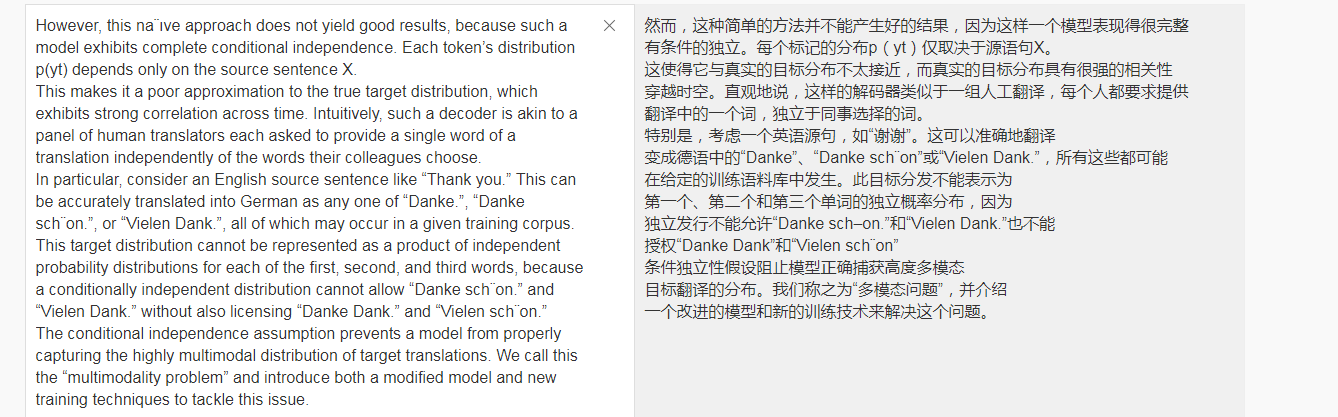 However, this na¨ive approach does not yield good results, because such a
model exhibits complete conditional independence. Each token’s distribution
p(yt) depends only on the source sentence X.
This makes it a poor approximation to the true target distribution, which
exhibits strong correlation across time. Intuitively, such a decoder is akin to a
panel of human translators each asked to provide a single word of a
translation independently of the words their colleagues choose.
In particular, consider an English source sentence like “Thank you.” This can
be accurately translated into German as any one of “Danke.”, “Danke
sch¨on.”, or “Vielen Dank.”, all of which may occur in a given training corpus.
This target distribution cannot be represented as a product of independent
probability distributions for each of the first, second, and third words, because
a conditionally independent distribution cannot allow “Danke sch¨on.” and
“Vielen Dank.” without also licensing “Danke Dank.” and “Vielen sch¨on.”
The conditional independence assumption prevents a model from properly
capturing the highly multimodal distribution of target translations. We call this
the “multimodality problem” and introduce both a modified model and new
training techniques to tackle this issue.
然而，这种简单的方法并不能产生好的结果，因为这样一个模型表现得很完整
有条件的独立。每个标记的分布p（yt）仅取决于源语句X。
这使得它与真实的目标分布不太接近，而真实的目标分布具有很强的相关性
穿越时空。直观地说，这样的解码器类似于一组人工翻译，每个人都要求提供
翻译中的一个词，独立于同事选择的词。
特别是，考虑一个英语源句，如“谢谢”。这可以准确地翻译
变成德语中的“Danke”、“Danke sch¨on”或“Vielen Dank.”，所有这些都可能
在给定的训练语料库中发生。此目标分发不能表示为
第一个、第二个和第三个单词的独立概率分布，因为
独立发行不能允许“Danke sch–on.”和“Vielen Dank.”也不能
授权“Danke Dank”和“Vielen sch¨on”
条件独立性假设阻止模型正确捕获高度多模态
目标翻译的分布。我们称之为“多模态问题”，并介绍
一个改进的模型和新的训练技术来解决这个问题。